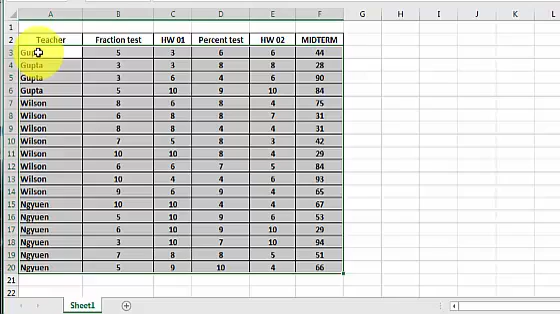 A B C D E F G H I J K L
1
2 Teacher Fraction test HW 01 Percent test HW 02 MIDTERM
3 Gupta 5 3 6 6 44
4 Gupta 3 3 8 8 28
5 Gupta 3 6 4 6 90
6 Gupta 5 10 9 10 84
7 Wilson 8 6 8 4 75
8 Wilson 6 8 8 7 31
9 Wilson 8 8 4 4 31
10 Wilson 7 5 8 3 42
11 Wilson 10 10 8 4 29
12 Wilson 6 6 7 5 84
13 Wilson 10 4 4 6 93
14 Wilson 9 6 9 4 65
15 Ngyuen 10 10 4 4 67
16 Ngyuen 5 10 9 6 53
17 Ngyuen 6 10 9 10 29
18 Ngyuen 3 10 7 10 94
19 Ngyuen 7 8 8 5 51
20 Ngyuen 5 9 10 4 66
21
22
Sheet1